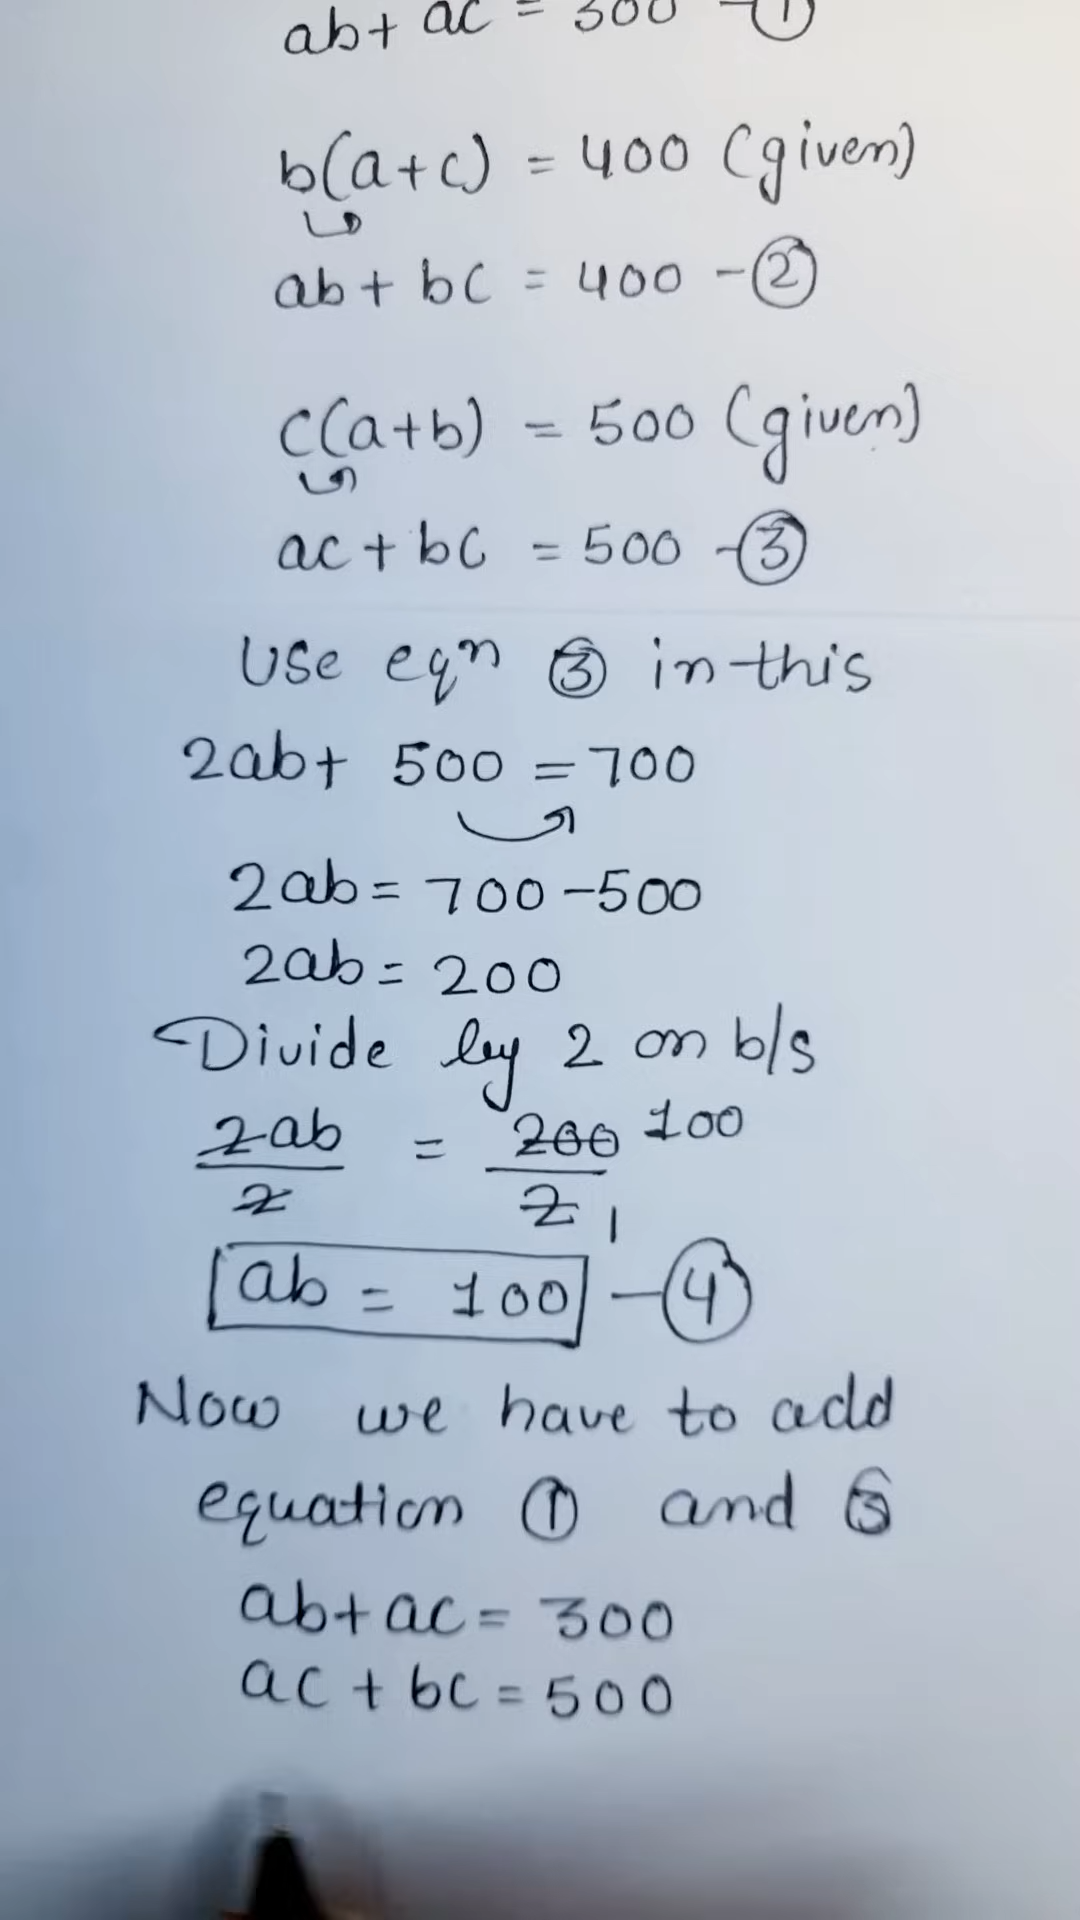 ab+ ac = 300 -①
b(a+c) = 400 (given)
ab + bc = 400 -②
c(a+b) = 500 (given)
ac + bc = 500 -③
Use eqn ③ in this
2ab+ 500 = 700
2ab = 700 -500
2ab = 200
Divide by 2 on b/s
2ab = 200 100
2 2 1
ab = 100 -④
Now we have to add
equation ① and ③
ab+ac = 300
ac + bc = 500